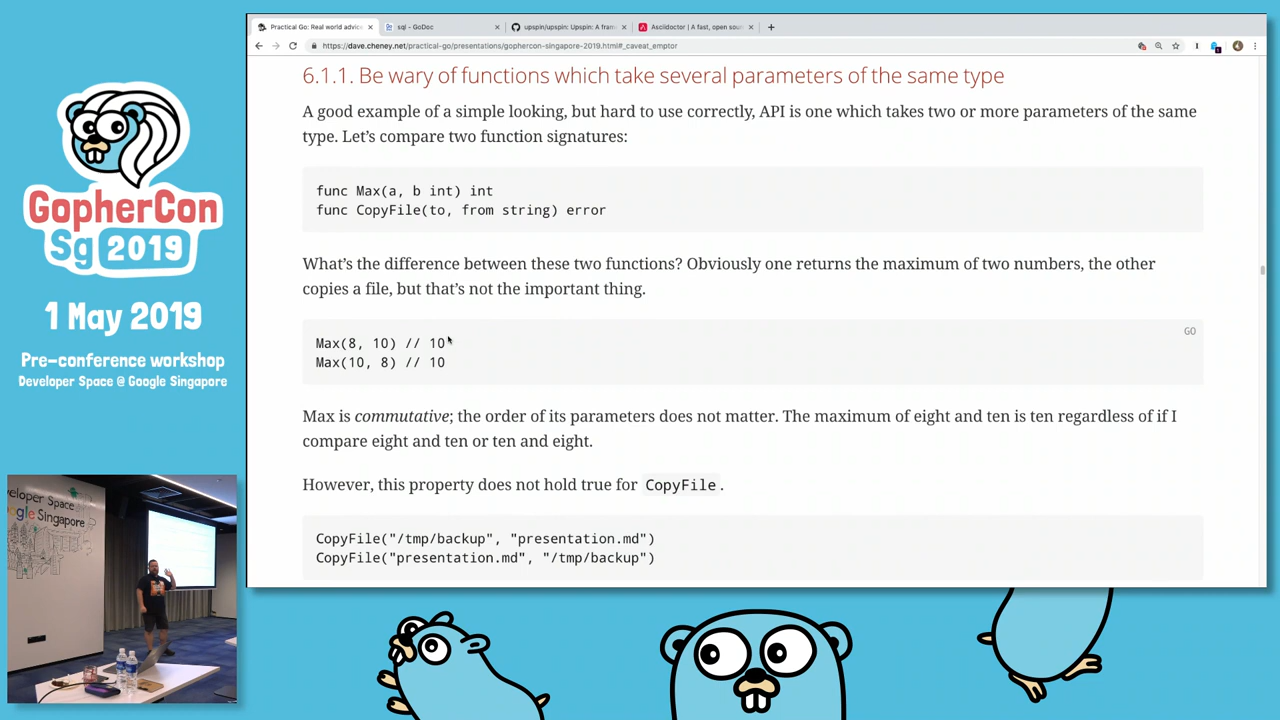 Practical Go: Real world advic
sql - GoDoc
upspin/upspin: Upspin: A fram
Asciidoctor | A fast, open sou
https://dave.cheney.net/practical-go/presentations/gophercon-singapore-2019.html#_caveat_emptor
6.1.1. Be wary of functions which take several parameters of the same type
A good example of a simple looking, but hard to use correctly, API is one which takes two or more parameters of the same
type. Let’s compare two function signatures:
func Max(a, b int) int
func CopyFile(to, from string) error
What’s the difference between these two functions? Obviously one returns the maximum of two numbers, the other
copies a file, but that’s not the important thing.
GO
Max(8, 10) // 10
Max(10, 8) // 10
Max is commutative; the order of its parameters does not matter. The maximum of eight and ten is ten regardless of if I
compare eight and ten or ten and eight.
However, this property does not hold true for CopyFile.
CopyFile("/tmp/backup", "presentation.md")
CopyFile("presentation.md", "/tmp/backup")
GopherCon
Sg 2019
1 May 2019
Pre-conference workshop
Developer Space @ Google Singapore
veloper Space
ogle Singapore